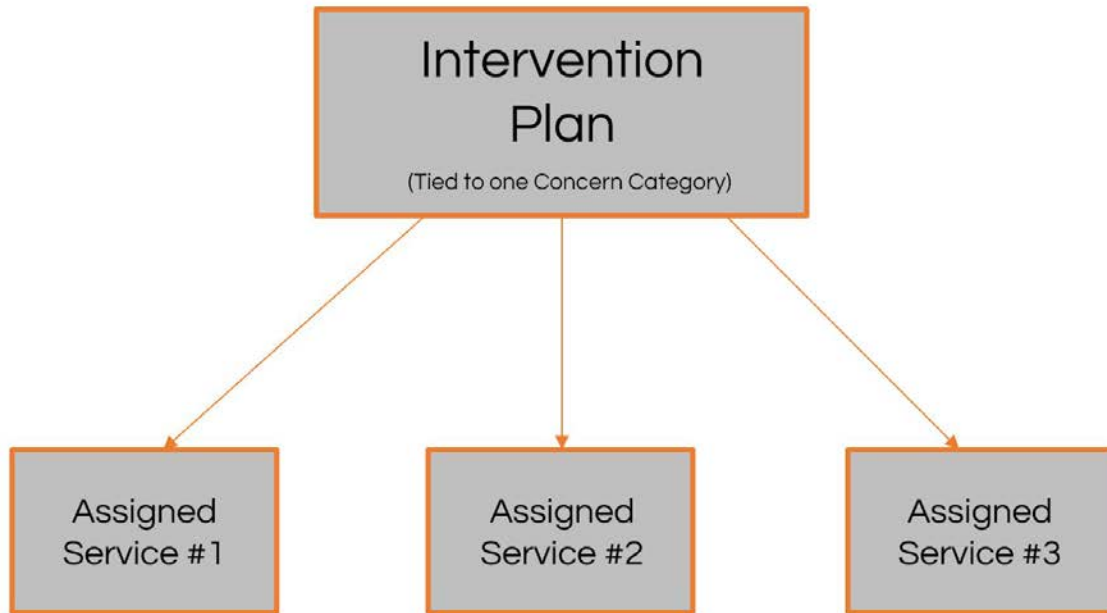 Intervention
Plan
(Tied to one Concern Category)
Assigned
Service #1
Assigned
Service #2
Assigned
Service #3